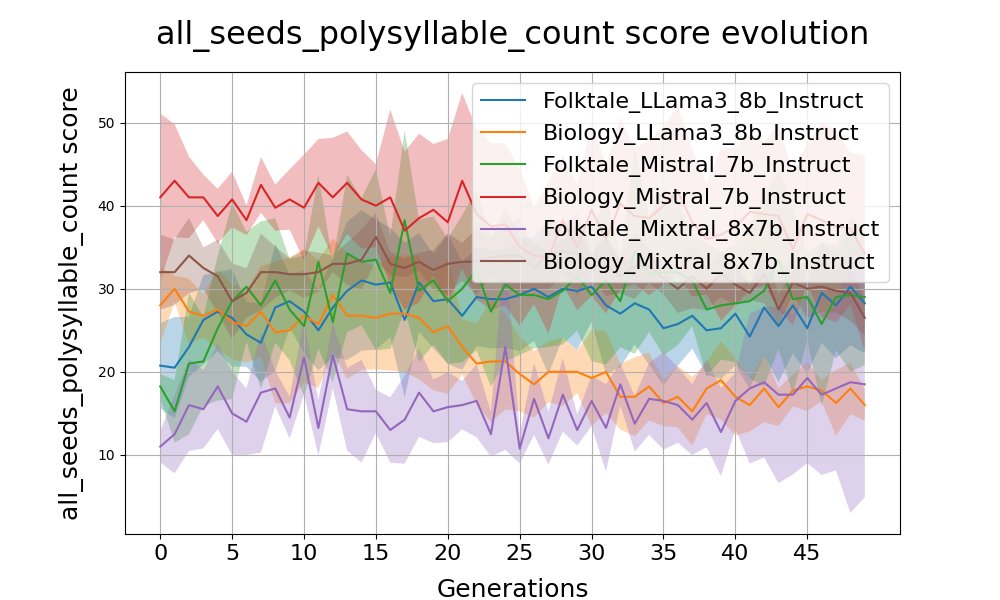 all_seeds_polysyllable_count score evolution
all_seeds_polysyllable_count score
50
40
30
20
10
Folktale_LLama3_8b_Instruct
Biology_LLama3_8b_Instruct
Folktale_Mistral_7b_Instruct
Biology_Mistral_7b_Instruct
Folktale_Mixtral_8x7b_Instruct
Biology_Mixtral_8x7b_Instruct
0 5 10 15 20 25 30 35 40 45
Generations